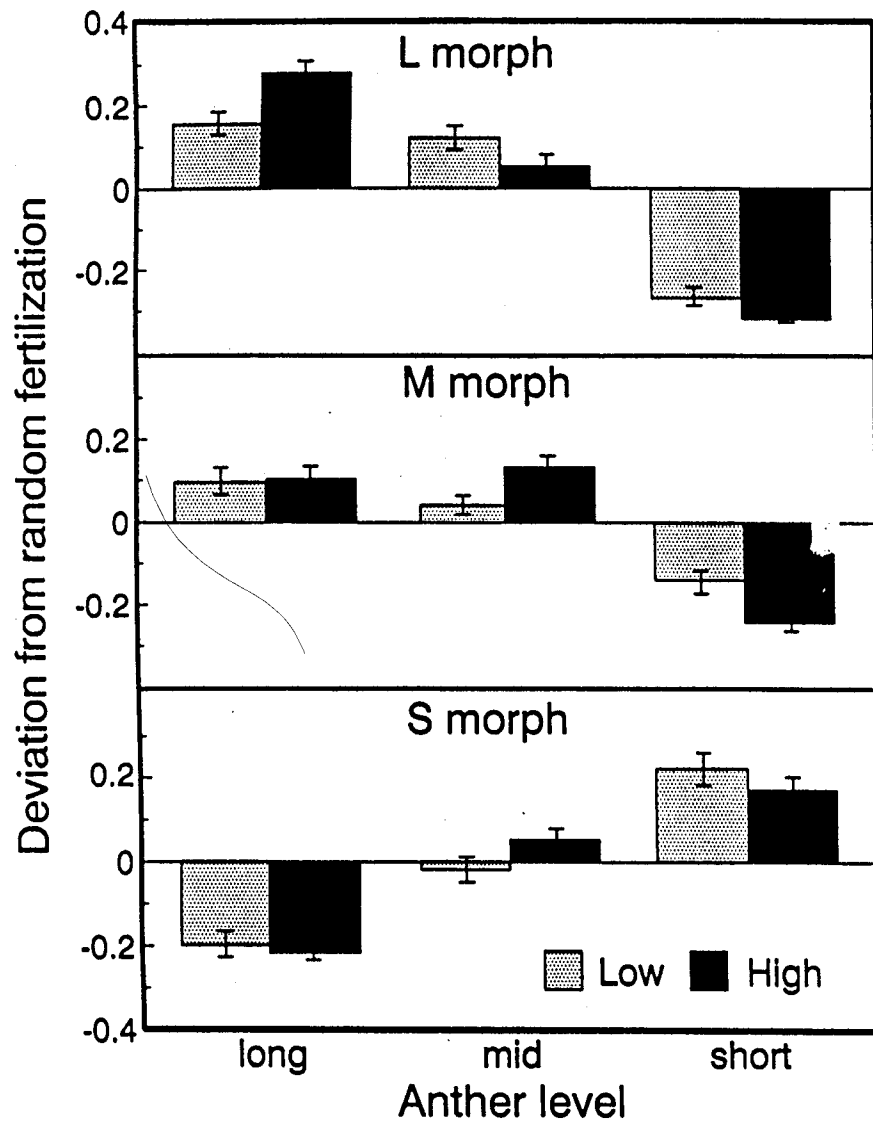 Deviation from random fertilization
0.4
L morph
0.2
0
-0.2
M morph
0.2
0
-0.2
S morph
0.2
0
-0.2
-0.4
Low High
long mid short
Anther level